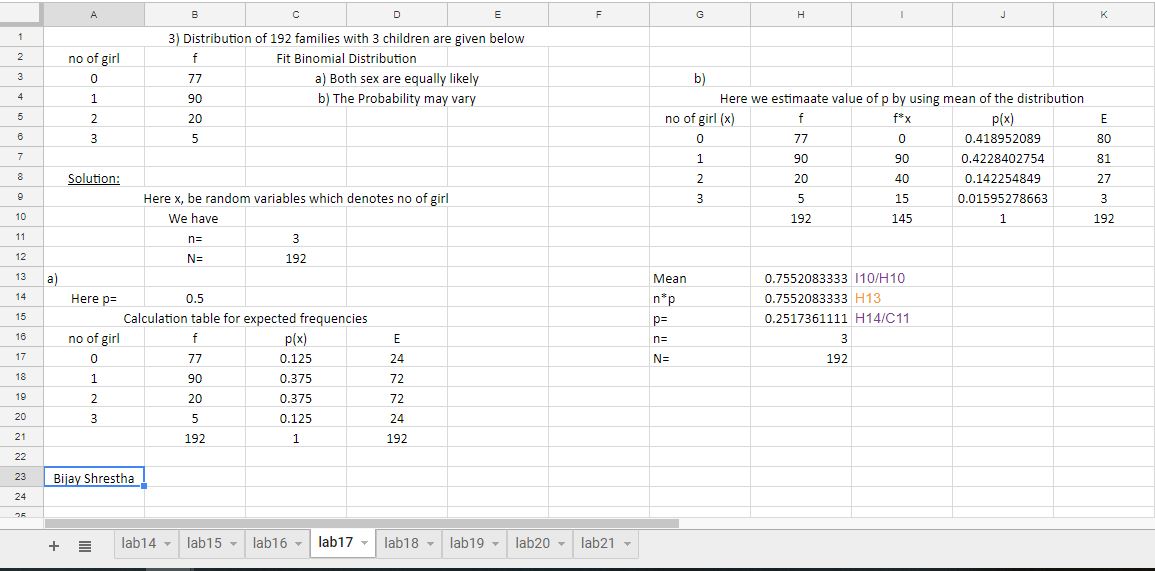 A B C D E F G H I J K
1 3) Distribution of 192 families with 3 children are given below
2 no of girl f Fit Binomial Distribution
3 0 77 a) Both sex are equally likely b)
4 1 90 b) The Probability may vary Here we estimaate value of p by using mean of the distribution
5 2 20 no of girl (x) f f*x p(x) E
6 3 5 0 77 0 0.418952089 80
7 1 90 90 0.4228402754 81
8 Solution: 2 20 40 0.142254849 27
9 Here x, be random variables which denotes no of girl 3 5 15 0.01595278663 3
10 We have 192 145 1 192
11 n= 3
12 N= 192
13 a) Mean 0.7552083333 I10/H10
14 Here p= 0.5 n*p 0.7552083333 H13
15 Calculation table for expected frequencies p= 0.2517361111 H14/C11
16 no of girl f p(x) E n= 3
17 0 77 0.125 24 N= 192
18 1 90 0.375 72
19 2 20 0.375 72
20 3 5 0.125 24
21 192 1 192
22
23 Bijay Shrestha
24
25
+ lab14 lab15 lab16 lab17 lab18 lab19 lab20 lab21